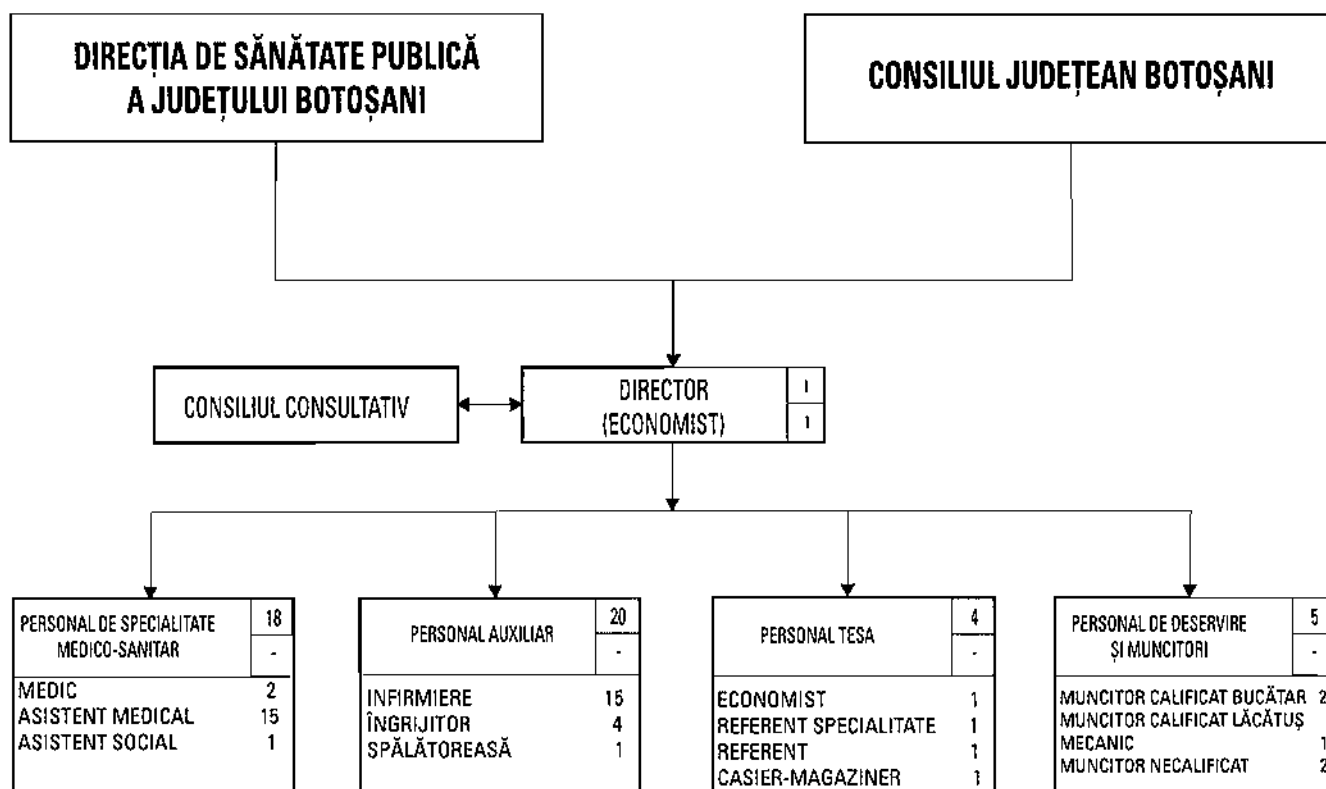 DIRECȚIA DE SĂNĂTATE PUBLICĂ
A JUDEȚULUI BOTOȘANI
CONSILIUL JUDEȚEAN BOTOȘANI
CONSILIUL CONSULTATIV
DIRECTOR
(ECONOMIST)
1
1
PERSONAL DE SPECIALITATE
MEDICO-SANITAR
18
-
MEDIC 2
ASISTENT MEDICAL 15
ASISTENT SOCIAL 1
PERSONAL AUXILIAR
20
-
INFIRMIERE 15
ÎNGRIJITOR 4
SPĂLĂTOREASĂ 1
PERSONAL TESA
4
-
ECONOMIST 1
REFERENT SPECIALITATE 1
REFERENT 1
CASIER-MAGAZINER 1
PERSONAL DE DESERVIRE
ȘI MUNCITORI
5
-
MUNCITOR CALIFICAT BUCĂTAR 2
MUNCITOR CALIFICAT LĂCĂTUȘ
MECANIC 1
MUNCITOR NECALIFICAT 2